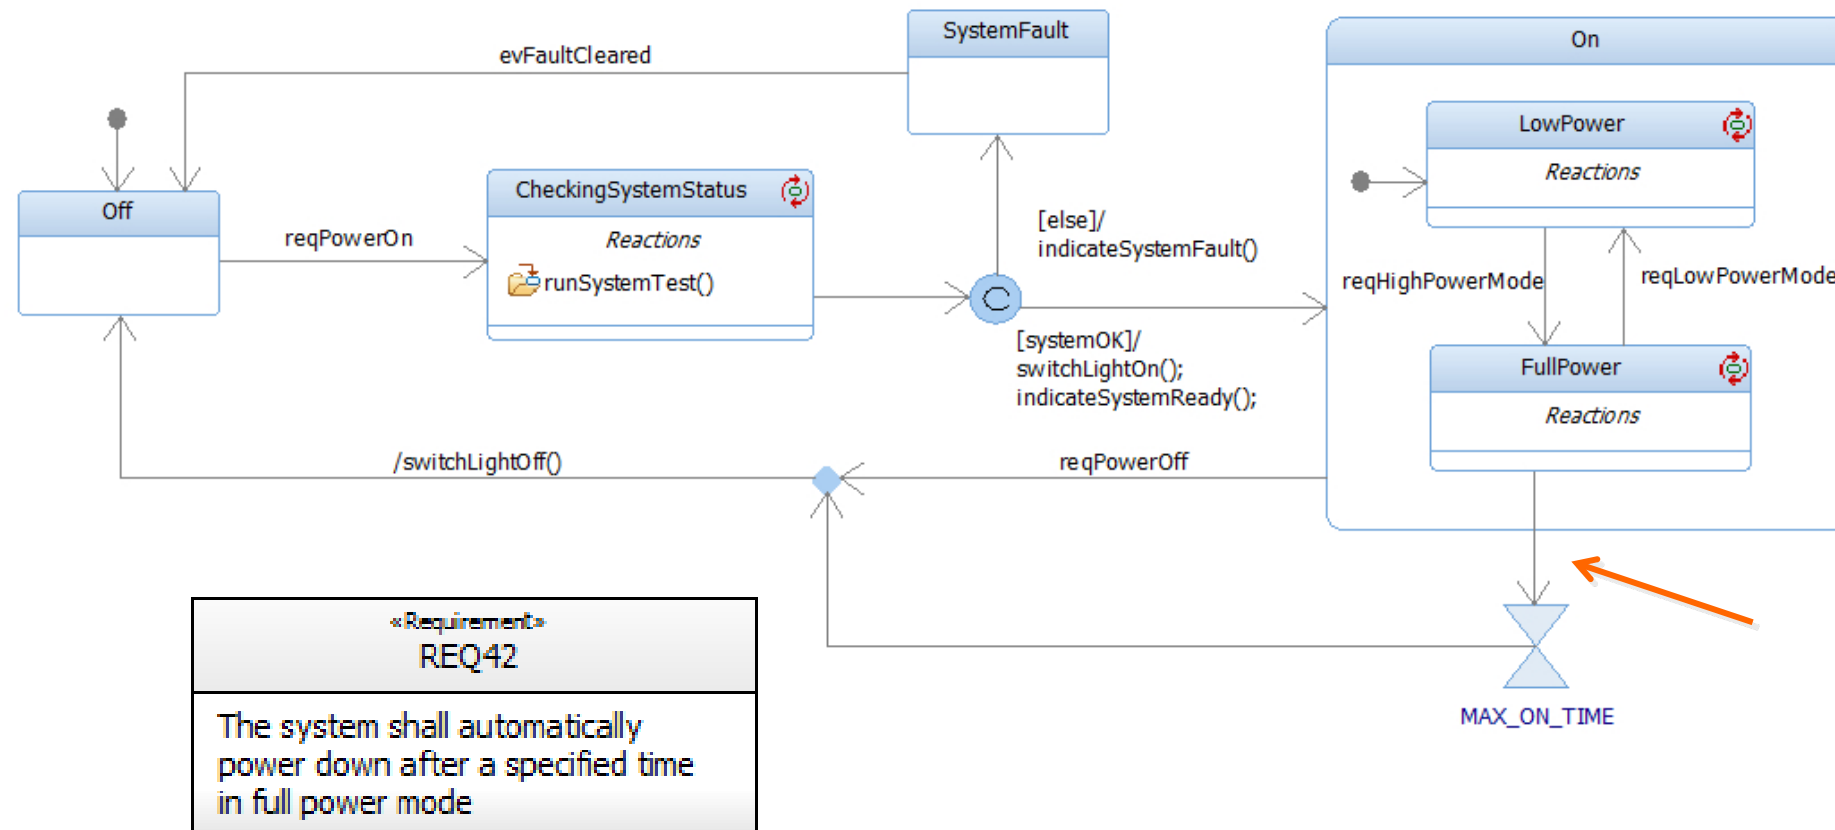 SystemFault
On
evFaultCleared
LowPower
Reactions
Off
CheckingSystemStatus
Reactions
runSystemTest()
reqPowerOn
[else]/
indicateSystemFault()
reqHighPowerMode
reqLowPowerMode
C
[systemOK]/
switchLightOn();
indicateSystemReady();
FullPower
Reactions
/switchLightOff()
reqPowerOff
«Requirement»
REQ42
The system shall automatically
power down after a specified time
in full power mode
MAX_ON_TIME